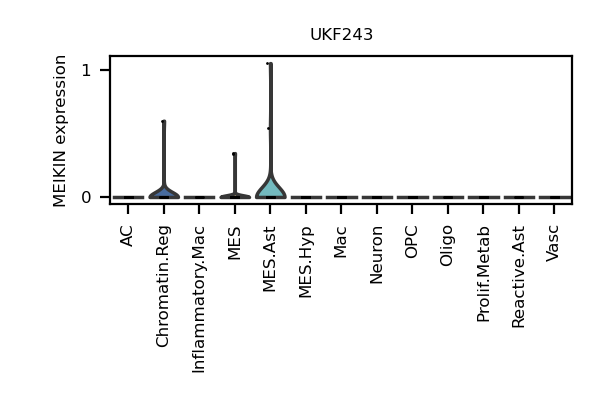 UKF243
MEIKIN expression
1
0
AC
Chromatin.Reg
Inflammatory.Mac
MES
MES.Ast
MES.Hyp
Mac
Neuron
OPC
Oligo
Prolif.Metab
Reactive.Ast
Vasc